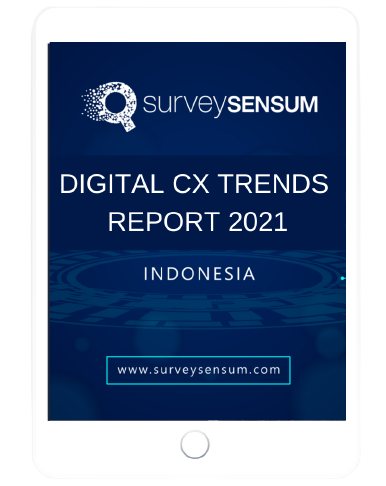 surveySENSUM
DIGITAL CX TRENDS
REPORT 2021
INDONESIA
www.surveysensum.com